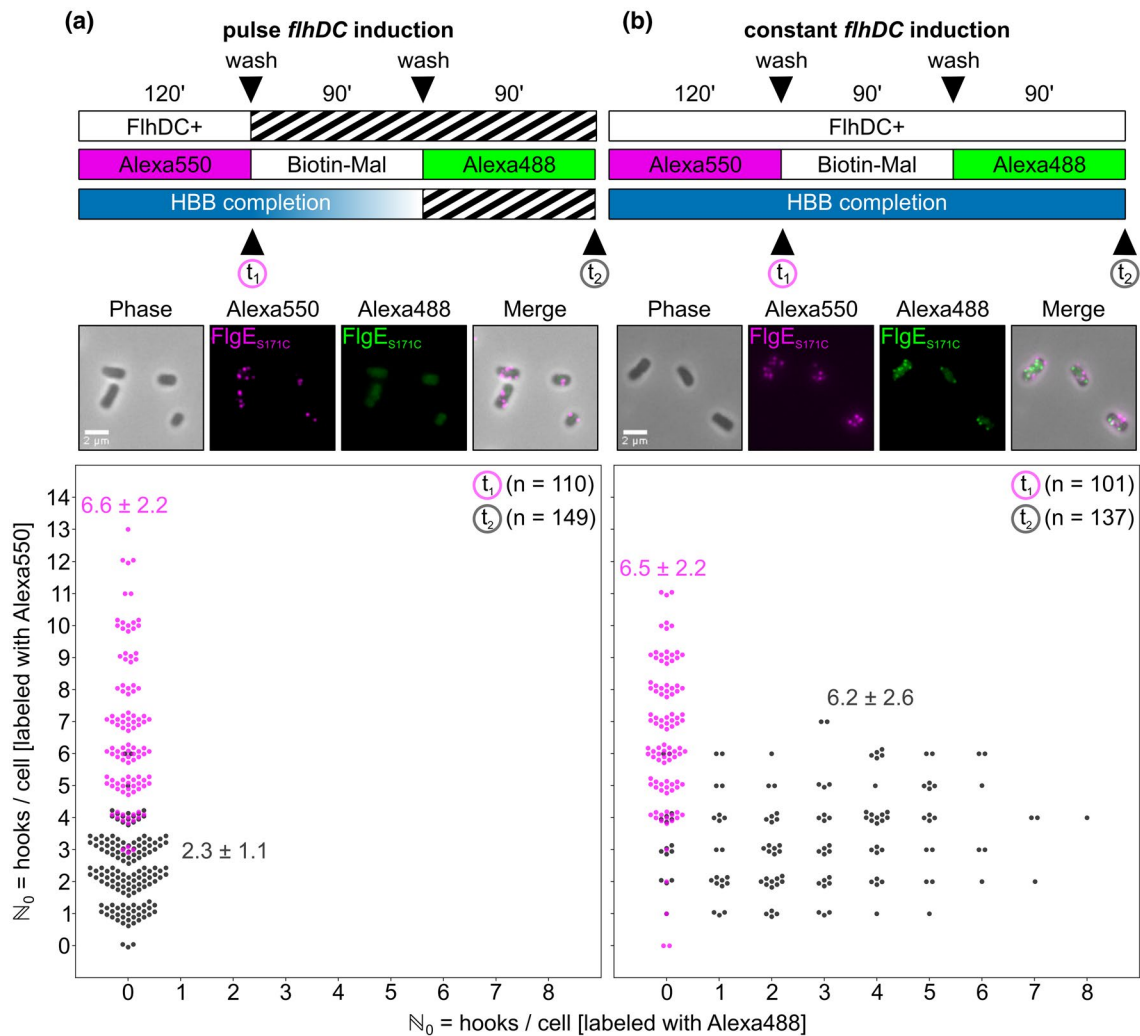 (a)
pulse flhDC induction
wash wash
120' 90' 90'
FlhDC+
Alexa550 Biotin-Mal Alexa488
HBB completion
t1
t2
Phase Alexa550 Alexa488 Merge
FlgES171C FlgES171C
2 µm
(b)
constant flhDC induction
wash wash
120' 90' 90'
FlhDC+
Alexa550 Biotin-Mal Alexa488
HBB completion
t1
t2
Phase Alexa550 Alexa488 Merge
FlgES171C FlgES171C
2 µm
ℕ0 = hooks / cell [labeled with Alexa550]
14
13
12
11
10
9
8
7
6
5
4
3
2
1
0
6.6 ± 2.2
t1 (n = 110)
t2 (n = 149)
2.3 ± 1.1
0 1 2 3 4 5 6 7 8
t1 (n = 101)
t2 (n = 137)
6.5 ± 2.2
6.2 ± 2.6
0 1 2 3 4 5 6 7 8
ℕ0 = hooks / cell [labeled with Alexa488]